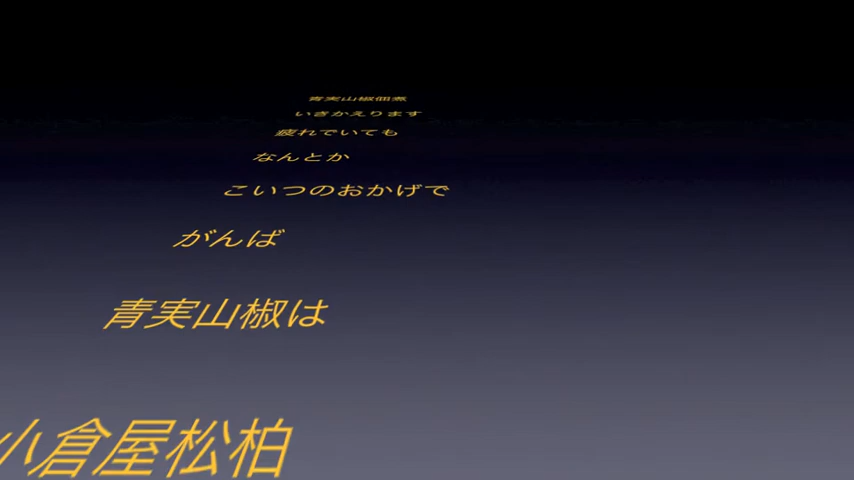 青実山椒佃煮
いきかえります
疲れでいても
なんとか
こいつのおかげで
がんば
青実山椒は
小倉屋松柏